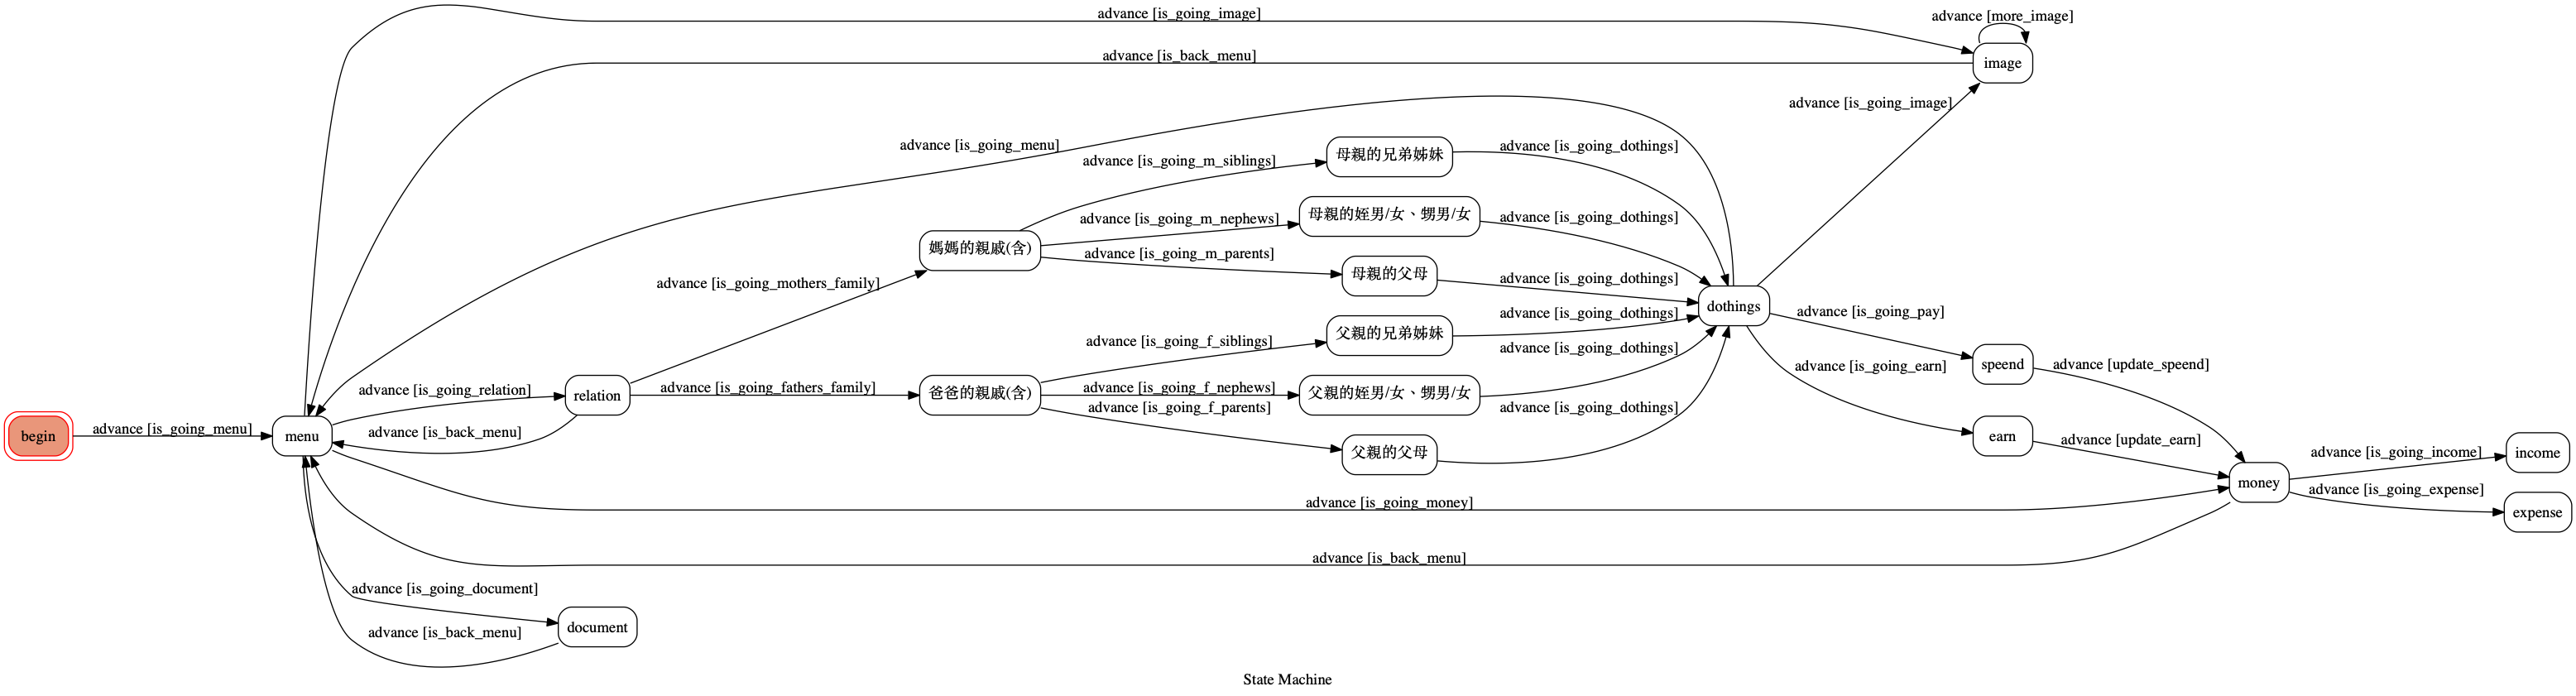 advance [is_going_image]
advance [more_image]
advance [is_back_menu]
image
advance [is_going_image]
advance [is_going_menu]
advance [is_going_m_siblings]
母親的兄弟姊妹
advance [is_going_dothings]
advance [is_going_m_nephews]
母親的姪男/女、甥男/女
advance [is_going_dothings]
媽媽的親戚(含)
advance [is_going_m_parents]
母親的父母
advance [is_going_dothings]
advance [is_going_mothers_family]
dothings
advance [is_going_f_siblings]
父親的兄弟姊妹
advance [is_going_dothings]
advance [is_going_pay]
advance [is_going_dothings]
advance [is_going_earn]
speend
advance [update_speend]
advance [is_going_relation]
relation
advance [is_going_fathers_family]
爸爸的親戚(含)
advance [is_going_f_nephews]
父親的姪男/女、甥男/女
advance [is_going_f_parents]
advance [is_going_dothings]
begin
advance [is_going_menu]
menu
advance [is_back_menu]
父親的父母
earn
advance [update_earn]
advance [is_going_income]
income
money
advance [is_going_expense]
expense
advance [is_going_money]
advance [is_back_menu]
advance [is_going_document]
document
advance [is_back_menu]
State Machine